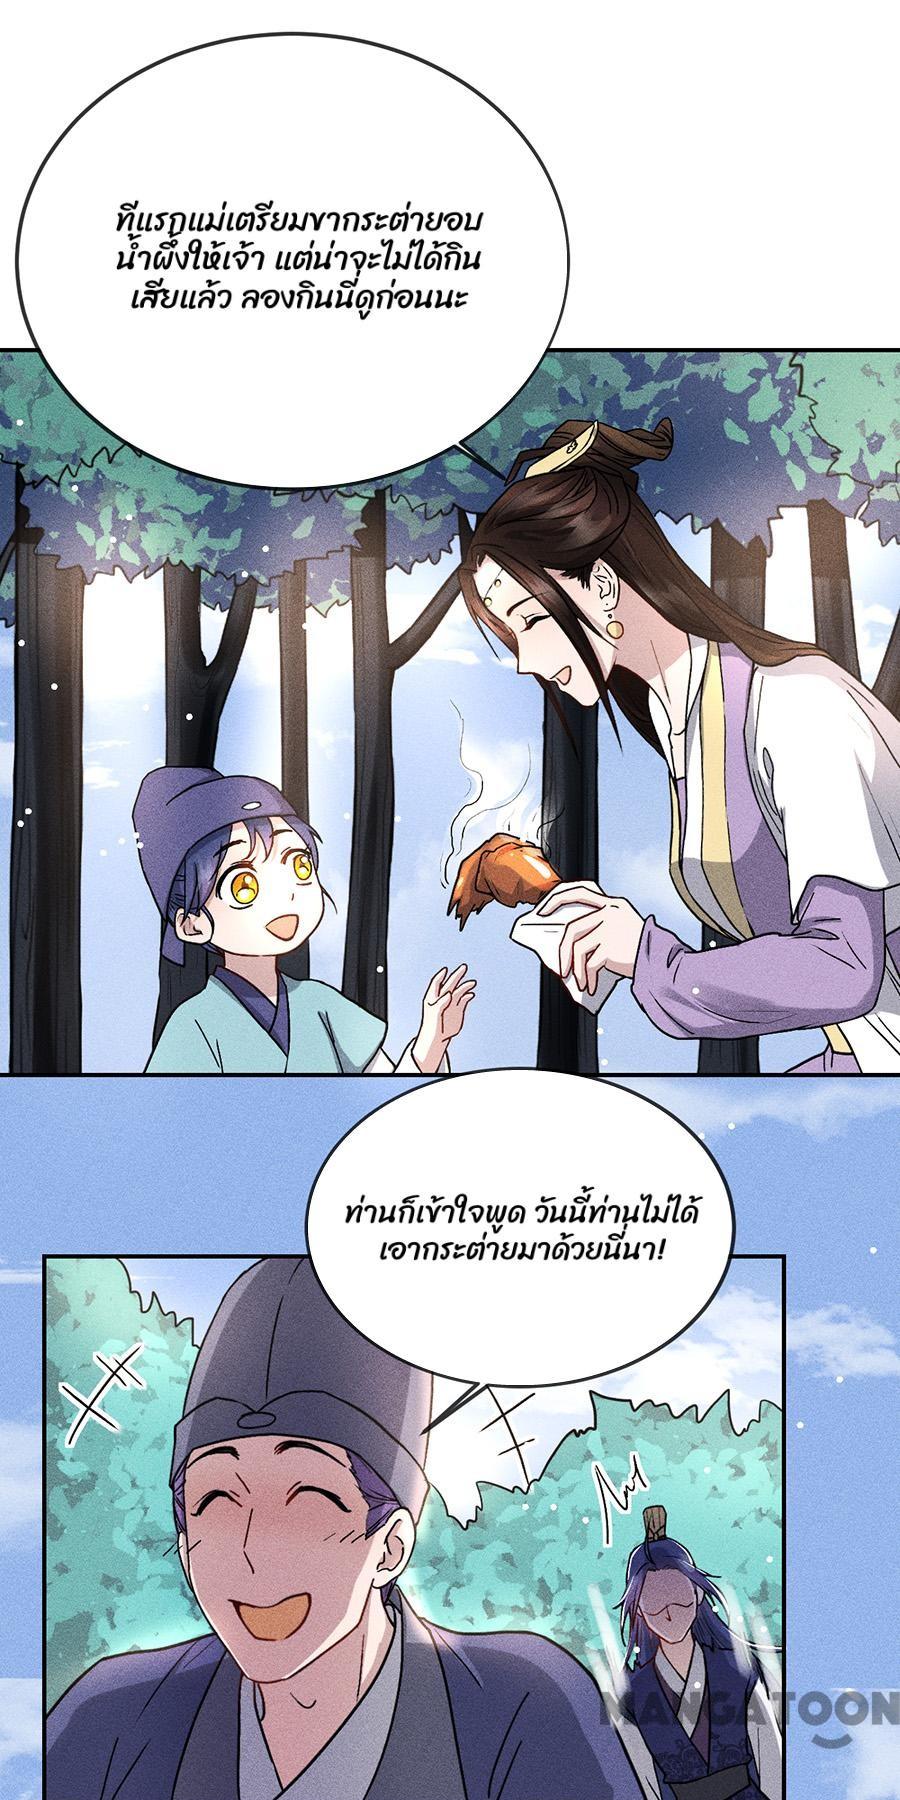 ทีแรกแม่เตรียมขากระต่ายอบ
น้ำผึ้งให้เจ้า แต่น่าจะไม่ได้กิน
เสียแล้ว ลองกินนี่ดูก่อนนะ
ท่านก็เข้าใจพูด วันนี้ท่านไม่ได้
เอากระต่ายมาด้วยนี่นา!
MANGATOON